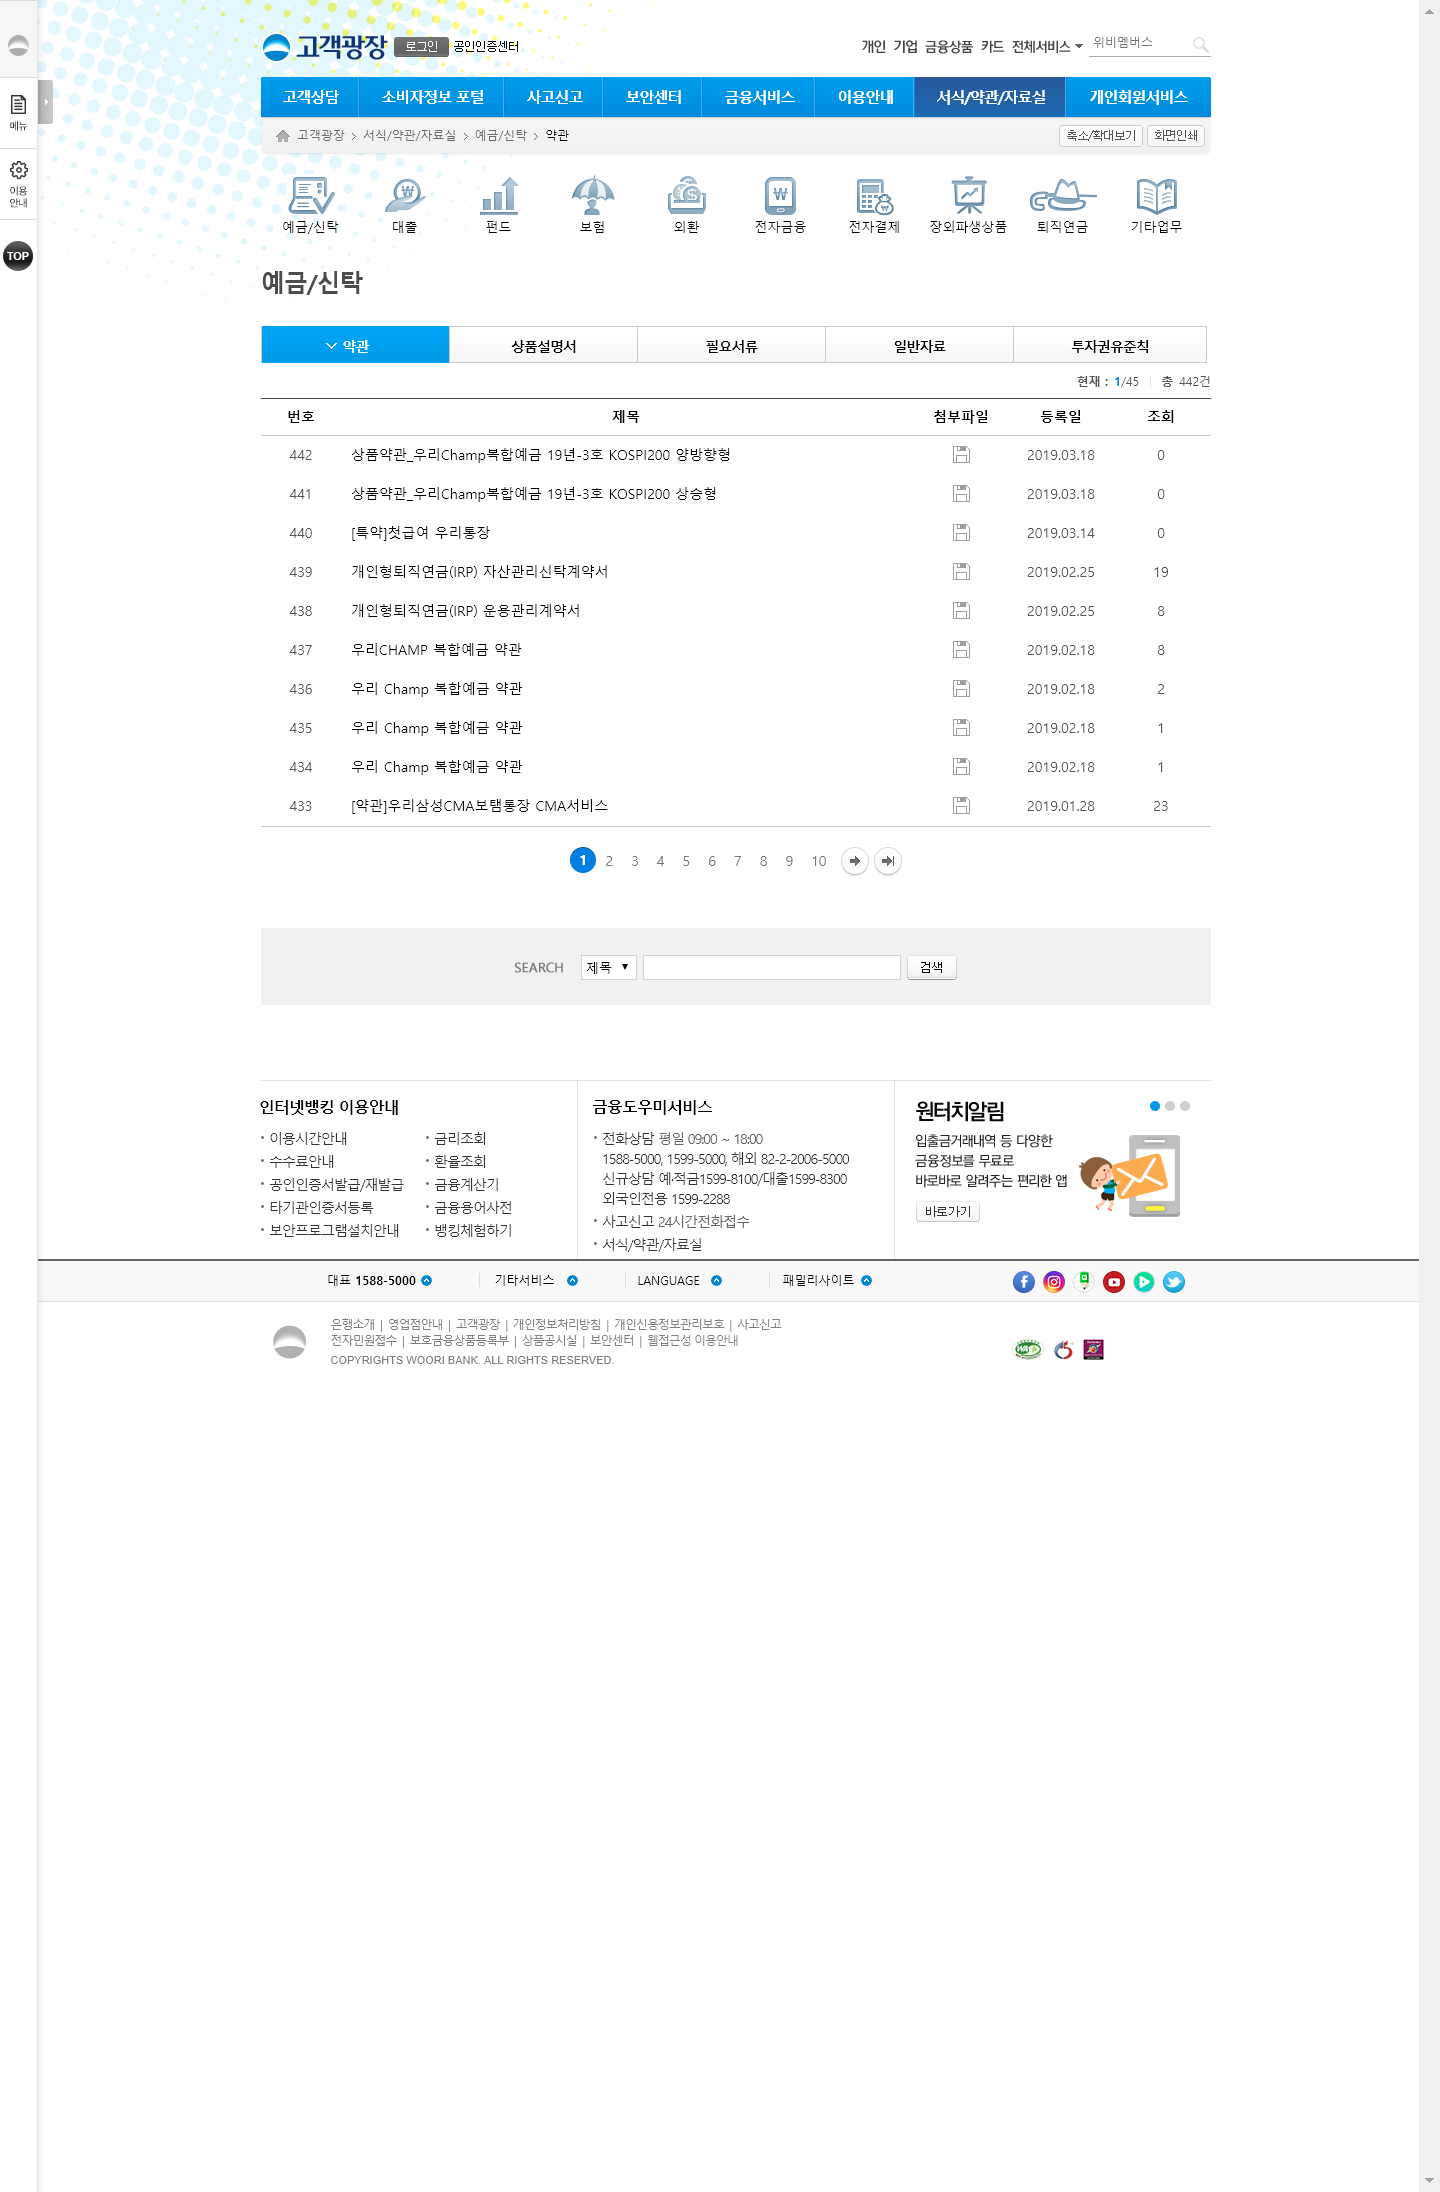 고객광장 로그인 공인인증센터
개인 기업 금융상품 카드 전체서비스 위비멤버스
메뉴
이용
안내
TOP
고객상담 소비자정보 포털 사고신고 보안센터 금융서비스 이용안내 서식/약관/자료실 개인회원서비스
고객광장 > 서식/약관/자료실 > 예금/신탁 > 약관 축소/확대보기 화면인쇄
예금/신탁 대출 펀드 보험 외환 전자금융 전자결제 장외파생상품 퇴직연금 기타업무
예금/신탁
약관 상품설명서 필요서류 일반자료 투자권유준칙
현재 : 1/45 총 442건
번호 제목 첨부파일 등록일 조회
442 상품약관_우리Champ복합예금 19년-3호 KOSPI200 양방향형 2019.03.18 0
441 상품약관_우리Champ복합예금 19년-3호 KOSPI200 상승형 2019.03.18 0
440 [특약]첫급여 우리통장 2019.03.14 0
439 개인형퇴직연금(IRP) 자산관리신탁계약서 2019.02.25 19
438 개인형퇴직연금(IRP) 운용관리계약서 2019.02.25 8
437 우리CHAMP 복합예금 약관 2019.02.18 8
436 우리 Champ 복합예금 약관 2019.02.18 2
435 우리 Champ 복합예금 약관 2019.02.18 1
434 우리 Champ 복합예금 약관 2019.02.18 1
433 [약관]우리삼성CMA보탬통장 CMA서비스 2019.01.28 23
1 2 3 4 5 6 7 8 9 10
SEARCH 제목 ▼ 검색
인터넷뱅킹 이용안내
· 이용시간안내 · 금리조회
· 수수료안내 · 환율조회
· 공인인증서발급/재발급 · 금융계산기
· 타기관인증서등록 · 금융용어사전
· 보안프로그램설치안내 · 뱅킹체험하기
금융도우미서비스
· 전화상담 평일 09:00 ~ 18:00
1588-5000, 1599-5000, 해외 82-2-2006-5000
신규상담 예·적금1599-8100/대출1599-8300
외국인전용 1599-2288
· 사고신고 24시간전화접수
· 서식/약관/자료실
원터치알림
입출금거래내역 등 다양한
금융정보를 무료로
바로바로 알려주는 편리한 앱
바로가기
대표 1588-5000 기타서비스 LANGUAGE 패밀리사이트
은행소개 | 영업점안내 | 고객광장 | 개인정보처리방침 | 개인신용정보관리보호 | 사고신고
전자민원접수 | 보호금융상품등록부 | 상품공시실 | 보안센터 | 웹접근성 이용안내
COPYRIGHTS WOORI BANK. ALL RIGHTS RESERVED.